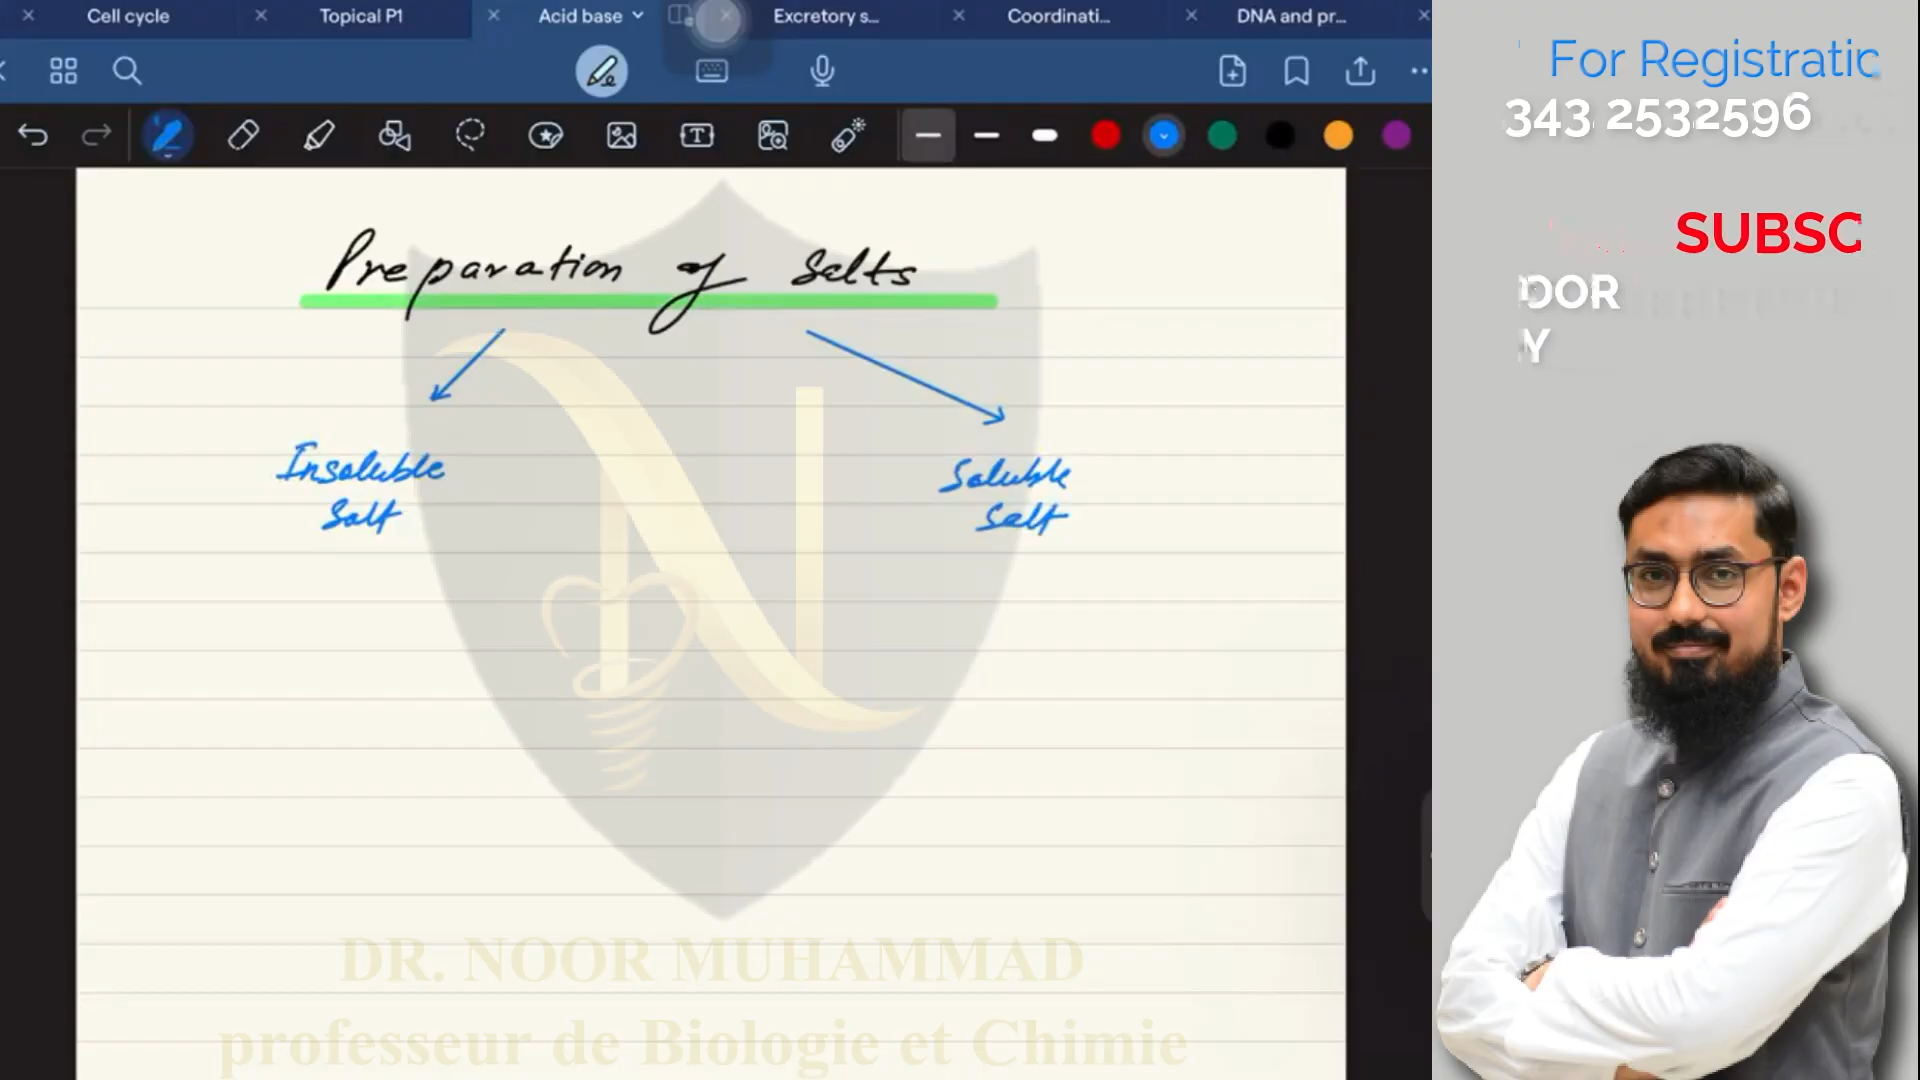 Cell cycle
Topical P1
Acid base
Excretory s...
Coordinati...
DNA and pr...
For Registratic
343 2532596
SUBSC
OOR
Y
Preparation of Salts
Insoluble
Salt
Soluble
Salt
DR. NOOR MUHAMMAD
professeur de Biologie et Chimie